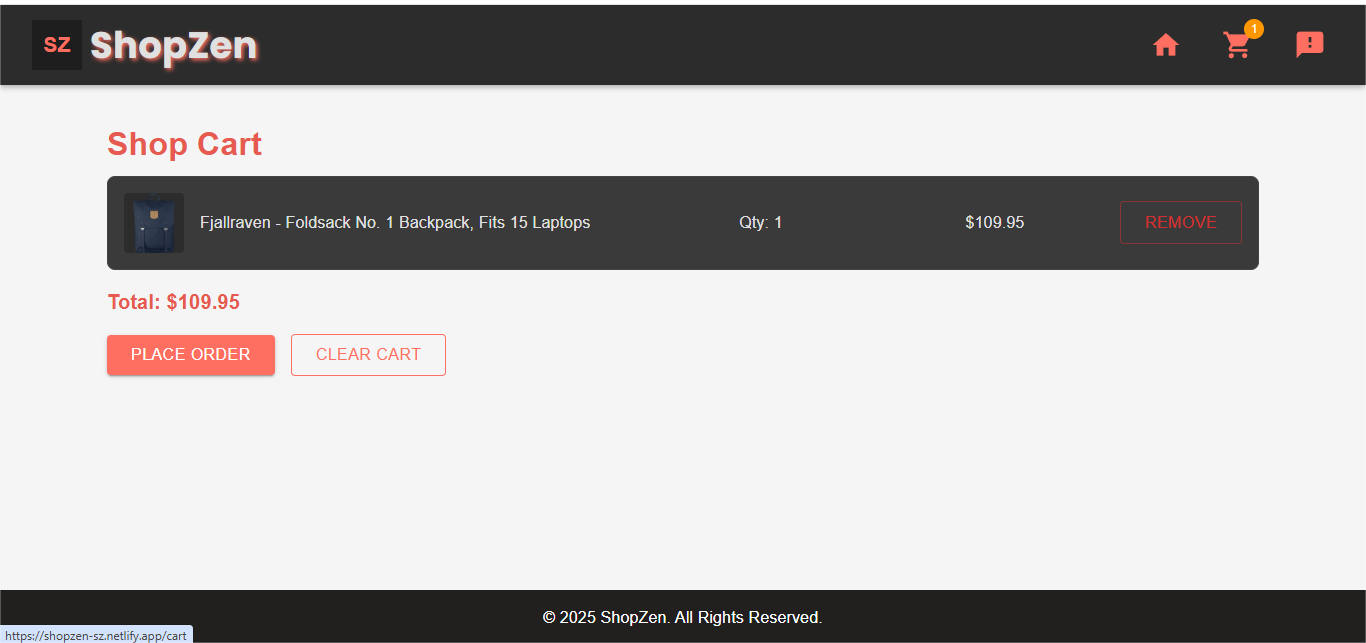 SZ ShopZen
1
Shop Cart
Fjallraven - Foldsack No. 1 Backpack, Fits 15 Laptops Qty: 1 $109.95 REMOVE
Total: $109.95
PLACE ORDER CLEAR CART
© 2025 ShopZen. All Rights Reserved.
https://shopzen-sz.netlify.app/cart